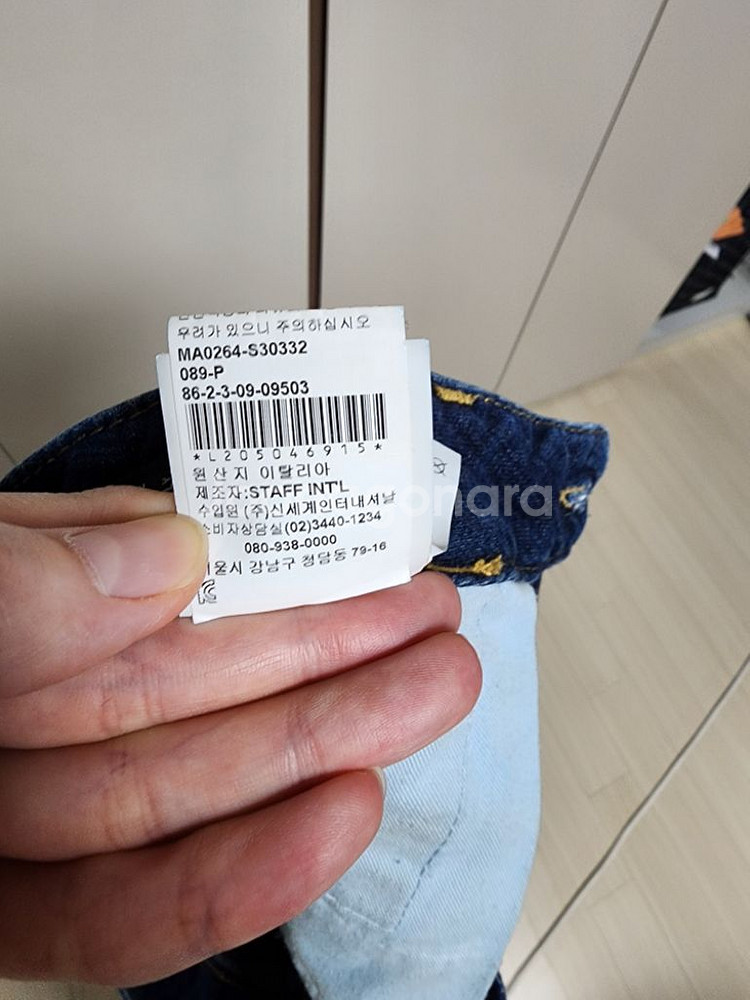 우려가 있으니 주의하십시오
MA0264-S30332
089-P
86-2-3-09-09503
*L205046915*
원산지 이탈리아
제조자:STAFF INT'L
수입원 (주)신세계인터내셔날
소비자상담실(02)3440-1234
080-938-0000
서울시 강남구 청담동 79-16